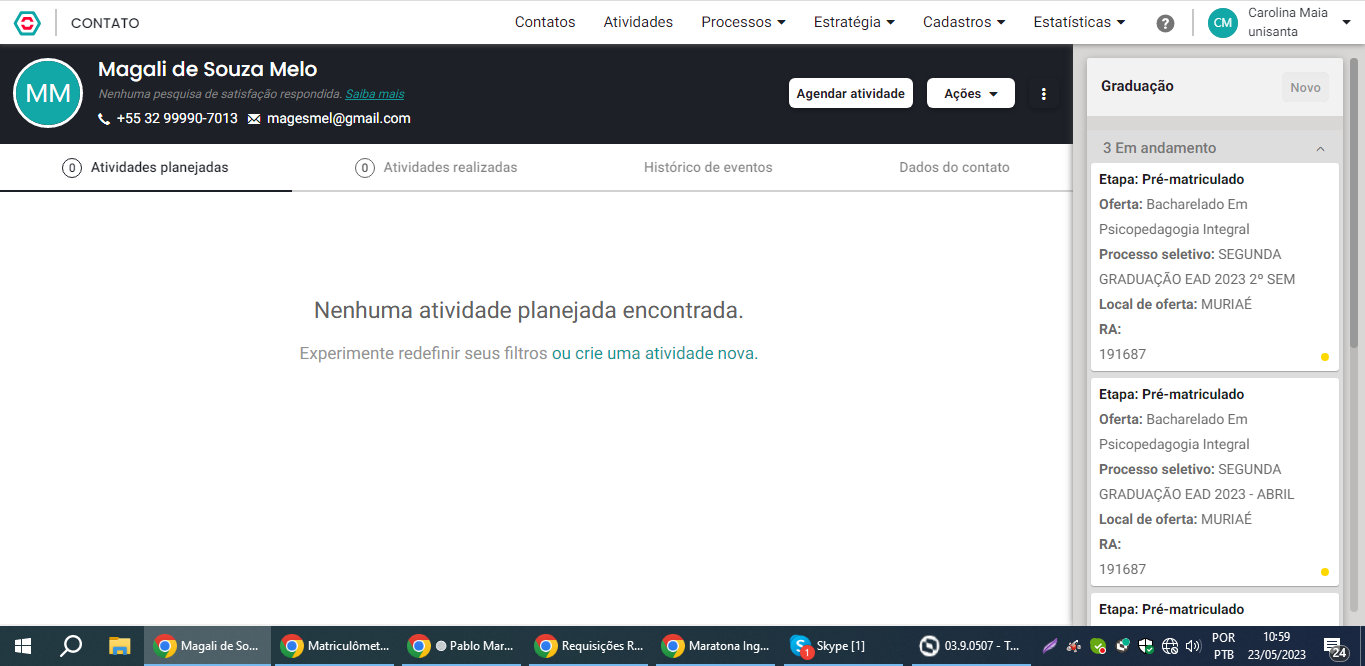 CONTATO
Contatos
Atividades
Processos
Estratégia
Cadastros
Estatísticas
?
CM
Carolina Maia
unisanta
MM
Magali de Souza Melo
Nenhuma pesquisa de satisfação respondida. Saiba mais
+55 32 99990-7013 magesmel@gmail.com
Agendar atividade
Ações
0 Atividades planejadas
0 Atividades realizadas
Histórico de eventos
Dados do contato
Nenhuma atividade planejada encontrada.
Experimente redefinir seus filtros ou crie uma atividade nova.
Graduação
Novo
3 Em andamento
Etapa: Pré-matriculado
Oferta: Bacharelado Em
Psicopedagogia Integral
Processo seletivo: SEGUNDA
GRADUAÇÃO EAD 2023 2º SEM
Local de oferta: MURIAÉ
RA:
191687
Etapa: Pré-matriculado
Oferta: Bacharelado Em
Psicopedagogia Integral
Processo seletivo: SEGUNDA
GRADUAÇÃO EAD 2023 - ABRIL
Local de oferta: MURIAÉ
RA:
191687
Etapa: Pré-matriculado
Magali de So...
Matriculômet...
Pablo Mar...
Requisições R...
Maratona Ing...
1
Skype [1]
03.9.0507 - T...
POR
PTB
10:59
23/05/2023
24